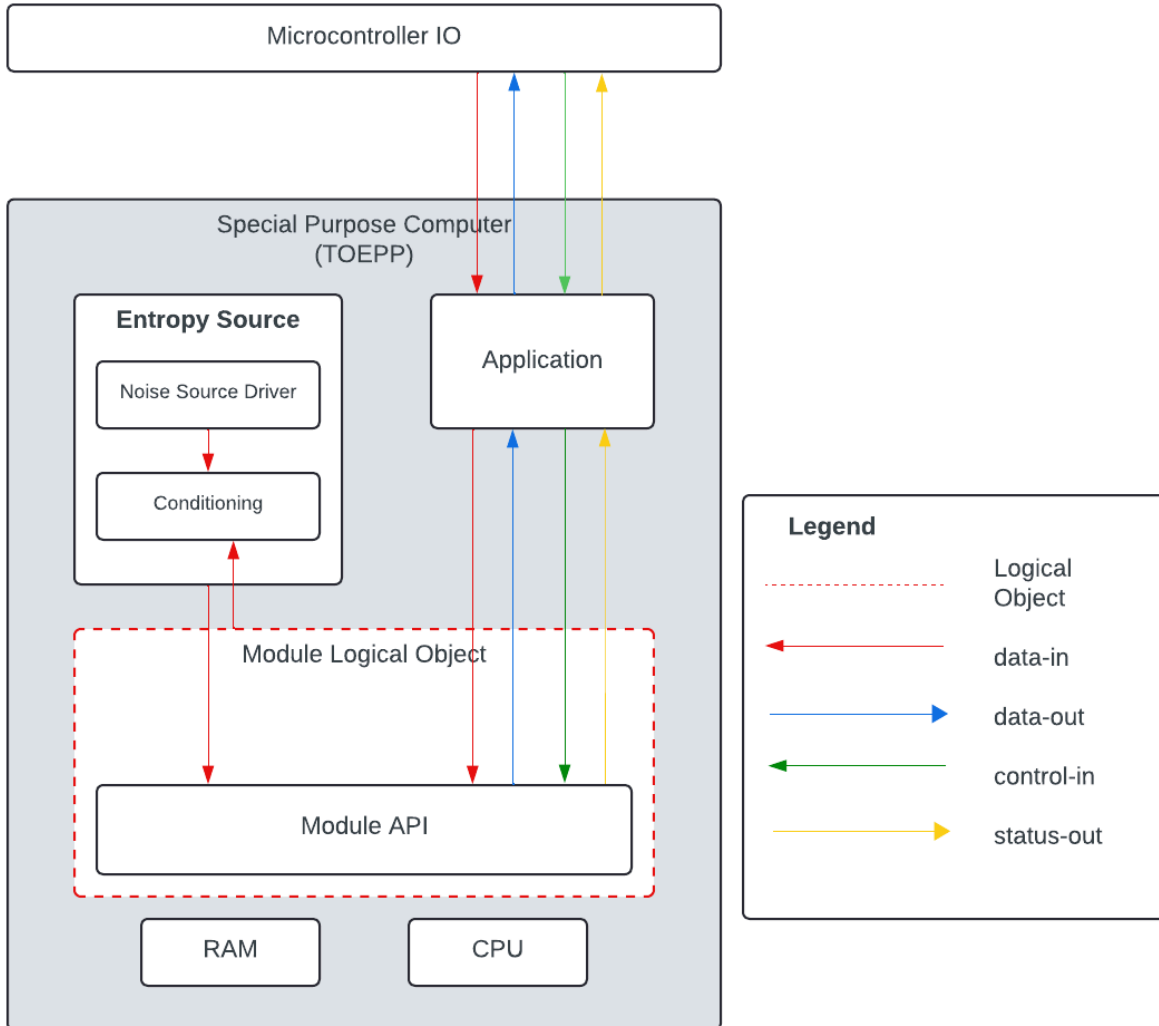 Microcontroller IO
Special Purpose Computer
(TOEPP)
Entropy Source
Noise Source Driver
Conditioning
Application
Module Logical Object
Module API
RAM
CPU
Legend
Logical
Object
data-in
data-out
control-in
status-out